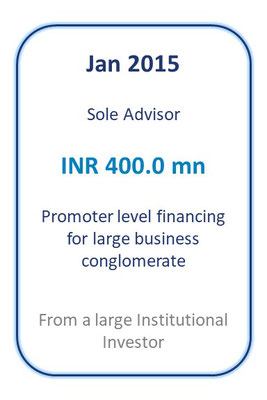 Jan 2015
Sole Advisor
INR 400.0 mn
Promoter level financing
for large business
conglomerate
From a large Institutional
Investor